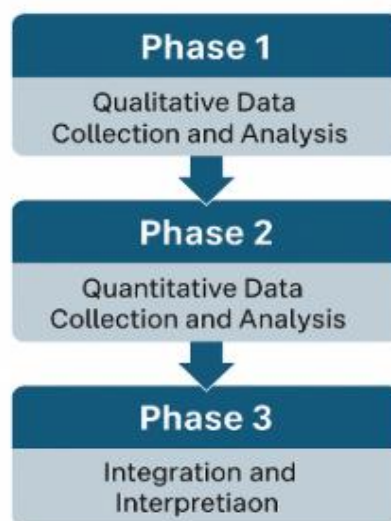 Phase 1
Qualitative Data
Collection and Analysis
Phase 2
Quantitative Data
Collection and Analysis
Phase 3
Integration and
Interpretiaon